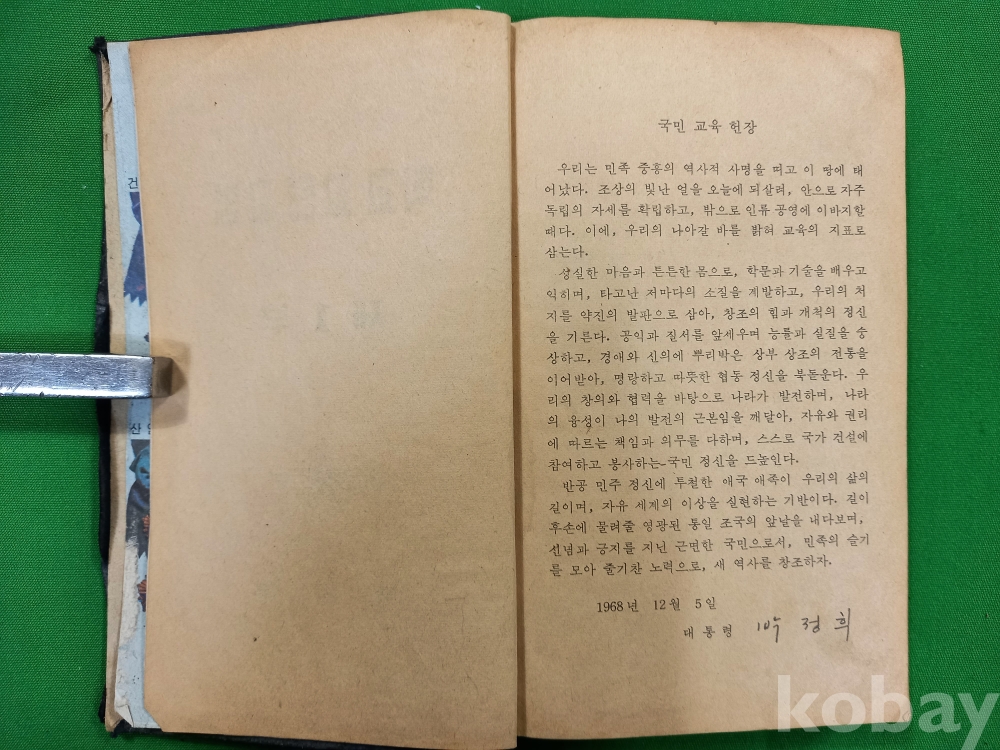 건
산
국민 교육 헌장
우리는 민족 중흥의 역사적 사명을 띠고 이 땅에 태
어났다. 조상의 빛난 얼을 오늘에 되살려, 안으로 자주
독립의 자세를 확립하고, 밖으로 인류 공영에 이바지할
때다. 이에, 우리의 나아갈 바를 밝혀 교육의 지표로
삼는다.
성실한 마음과 튼튼한 몸으로, 학문과 기술을 배우고
익히며, 타고난 저마다의 소질을 계발하고, 우리의 처
지를 약진의 발판으로 삼아, 창조의 힘과 개척의 정신
을 기른다. 공익과 질서를 앞세우며 능률과 실질을 숭
상하고, 경애와 신의에 뿌리박은 상부 상조의 전통을
이어받아, 명랑하고 따뜻한 협동 정신을 북돋운다. 우
리의 창의와 협력을 바탕으로 나라가 발전하며, 나라
의 융성이 나의 발전의 근본임을 깨달아, 자유와 권리
에 따르는 책임과 의무를 다하며, 스스로 국가 건설에
참여하고 봉사하는 국민 정신을 드높인다.
반공 민주 정신에 투철한 애국 애족이 우리의 삶의
길이며, 자유 세계의 이상을 실현하는 기반이다. 길이
후손에 물려줄 영광된 통일 조국의 앞날을 내다보며,
신념과 긍지를 지닌 근면한 국민으로서, 민족의 슬기
를 모아 줄기찬 노력으로, 새 역사를 창조하자.
1968년 12월 5일
대통령 박정희
kobay